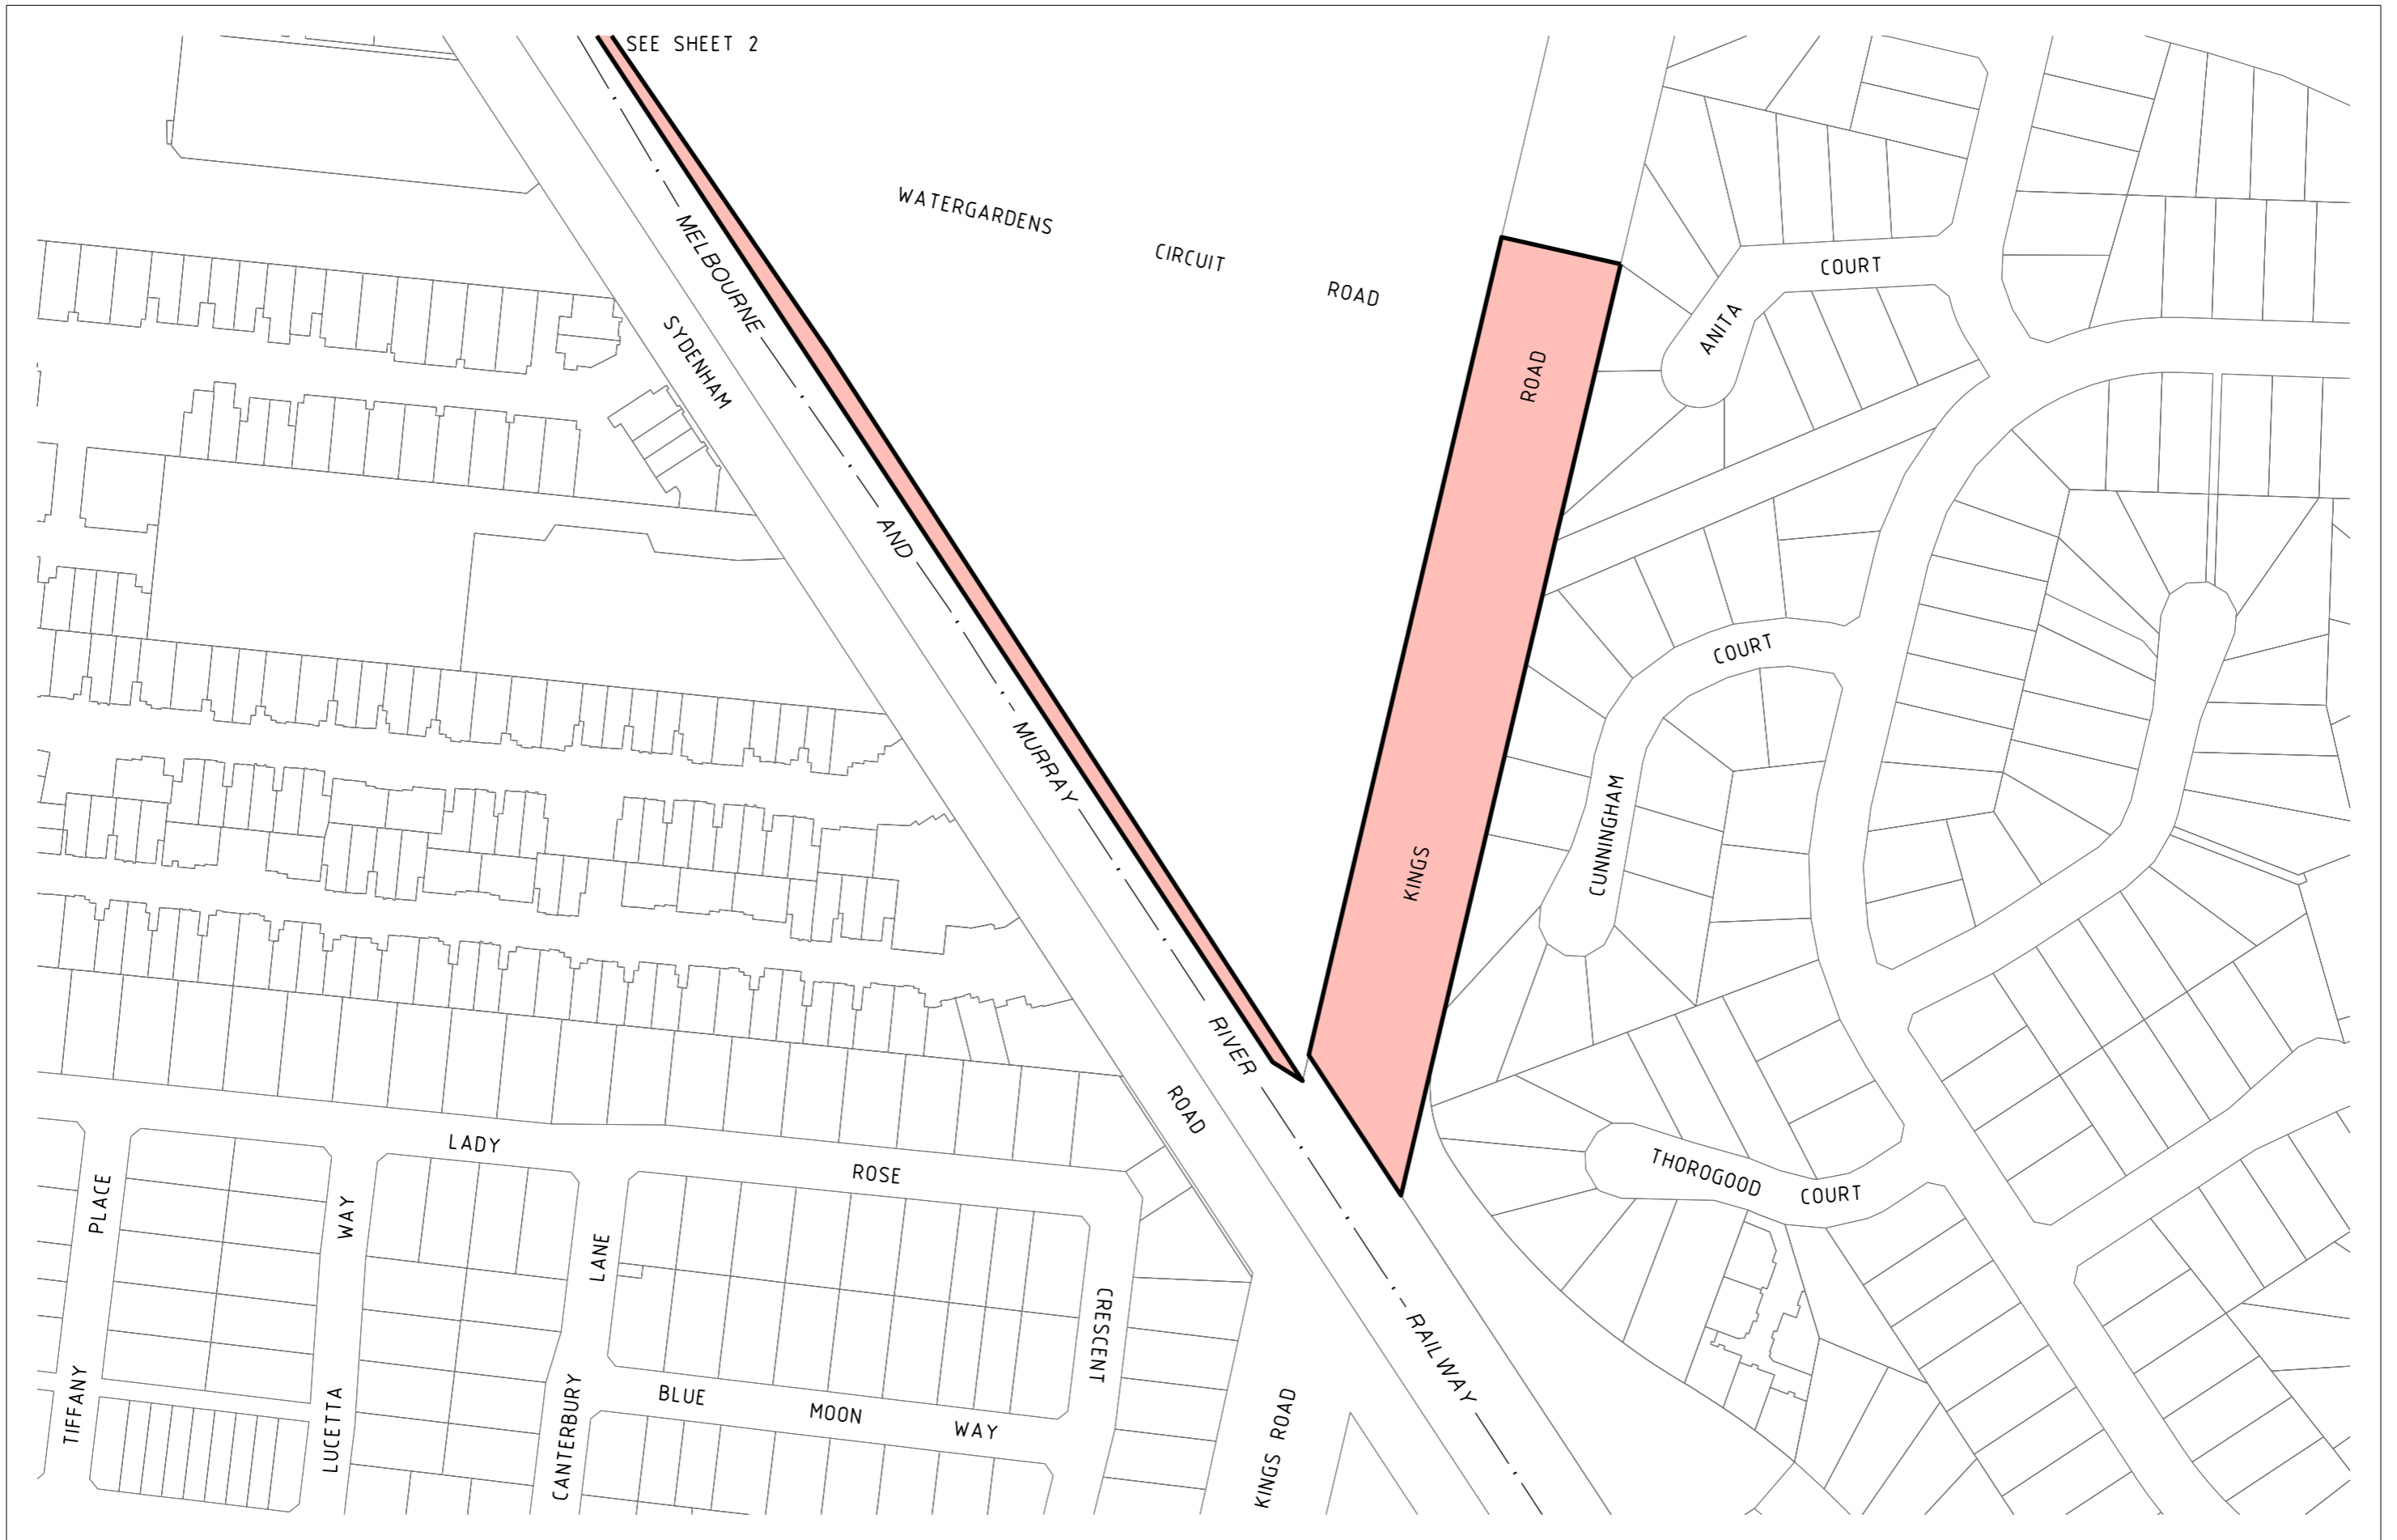 SEE SHEET 2
WATERGARDENS CIRCUIT ROAD
MELBOURNE AND MURRAY RIVER RAILWAY
SYDENHAM ROAD
KINGS ROAD
ANITA COURT
CUNNINGHAM COURT
THOROGOOD COURT
LADY ROSE CRESCENT
TIFFANY PLACE
LUCETTA WAY
CANTERBURY LANE
BLUE MOON WAY
KINGS ROAD